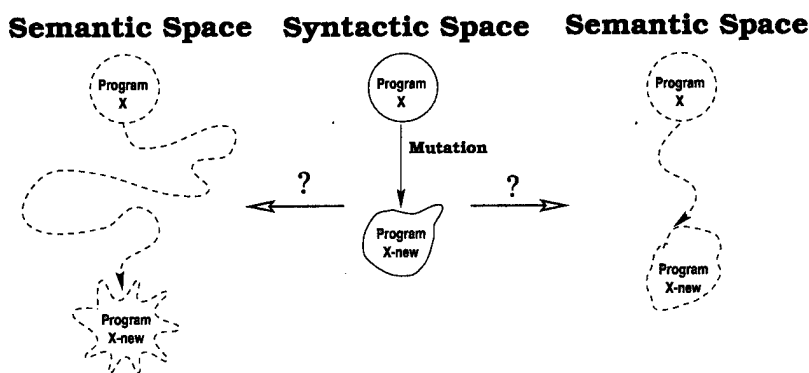 Semantic Space Syntactic Space Semantic Space
Program
X
Program
X
Program
X
Mutation
?
?
Program
X-new
Program
X-new
Program
X-new